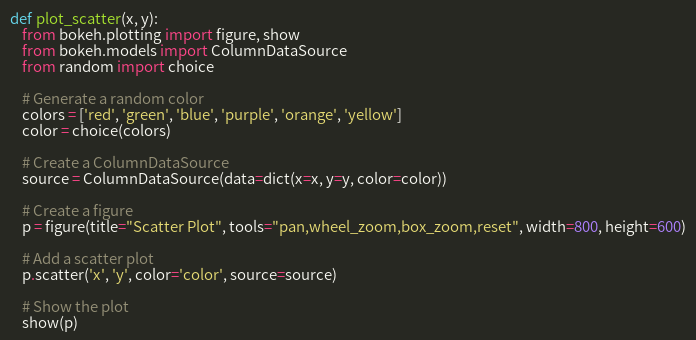 def plot_scatter(x, y):
    from bokeh.plotting import figure, show
    from bokeh.models import ColumnDataSource
    from random import choice

    # Generate a random color
    colors = ['red', 'green', 'blue', 'purple', 'orange', 'yellow']
    color = choice(colors)

    # Create a ColumnDataSource
    source = ColumnDataSource(data=dict(x=x, y=y, color=color))

    # Create a figure
    p = figure(title="Scatter Plot", tools="pan,wheel_zoom,box_zoom,reset", width=800, height=600)

    # Add a scatter plot
    p.scatter('x', 'y', color='color', source=source)

    # Show the plot
    show(p)